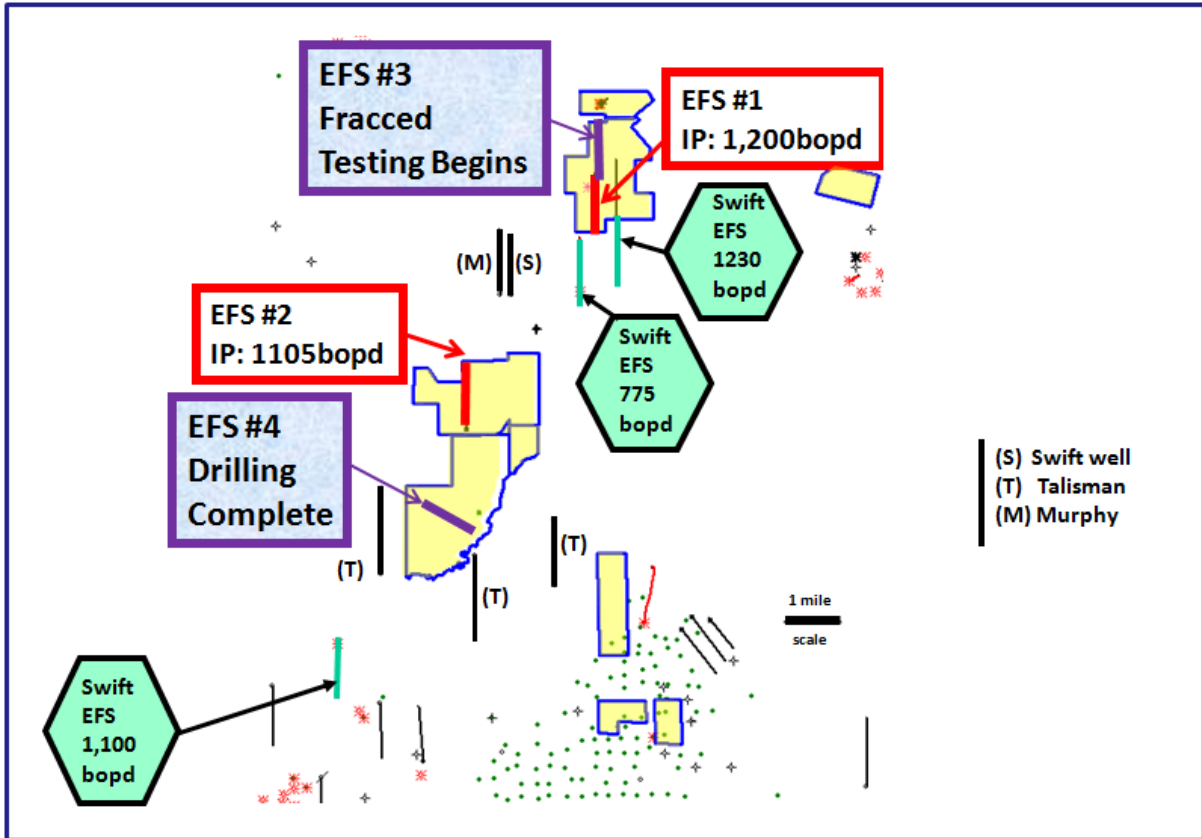 EFS #3
Fracced
Testing Begins
EFS #1
IP: 1,200bopd
Swift
EFS
1230
bopd
(M)
(S)
EFS #2
IP: 1105bopd
Swift
EFS
775
bopd
EFS #4
Drilling
Complete
(S) Swift well
(T) Talisman
(M) Murphy
(T)
(T)
(T)
1 mile
scale
Swift
EFS
1,100
bopd